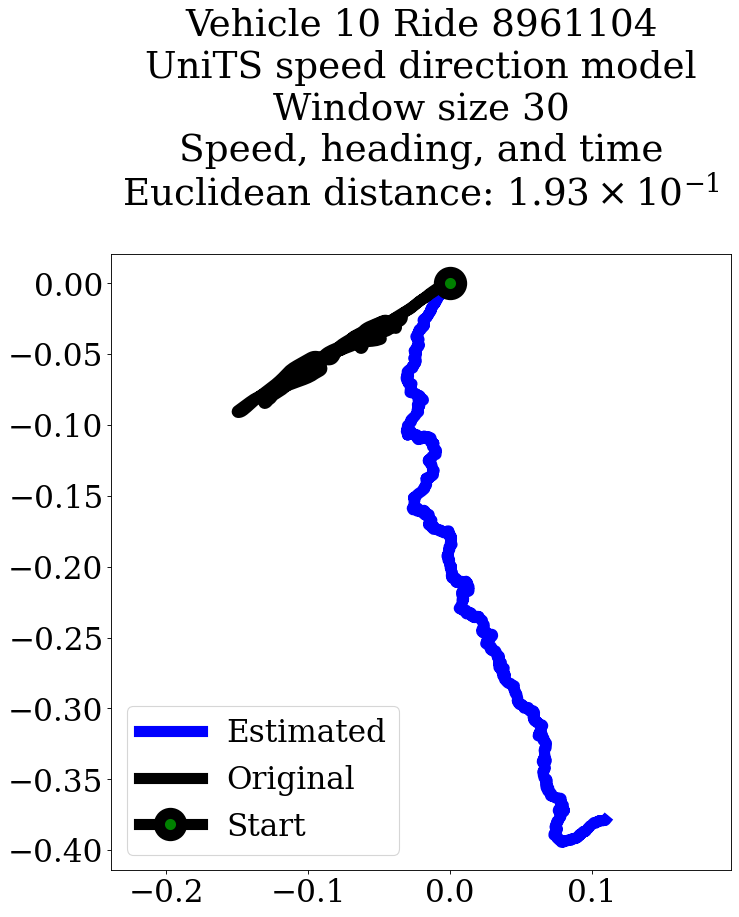 Vehicle 10 Ride 8961104
UniTS speed direction model
Window size 30
Speed, heading, and time
Euclidean distance: 1.93 × 10⁻¹
0.00
−0.05
−0.10
−0.15
−0.20
−0.25
−0.30
−0.35
−0.40
Estimated
Original
Start
−0.2 −0.1 0.0 0.1